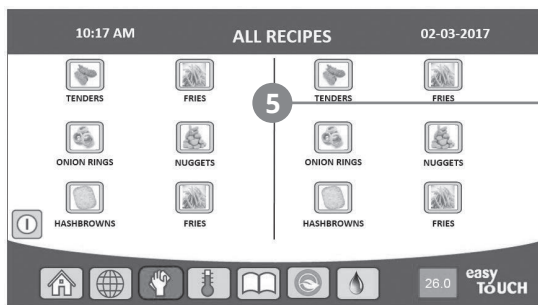 10:17 AM ALL RECIPES 02-03-2017
TENDERS FRIES TENDERS FRIES
5
ONION RINGS NUGGETS ONION RINGS NUGGETS
HASHBROWNS FRIES HASHBROWNS FRIES
26.0 easy
ToUCH